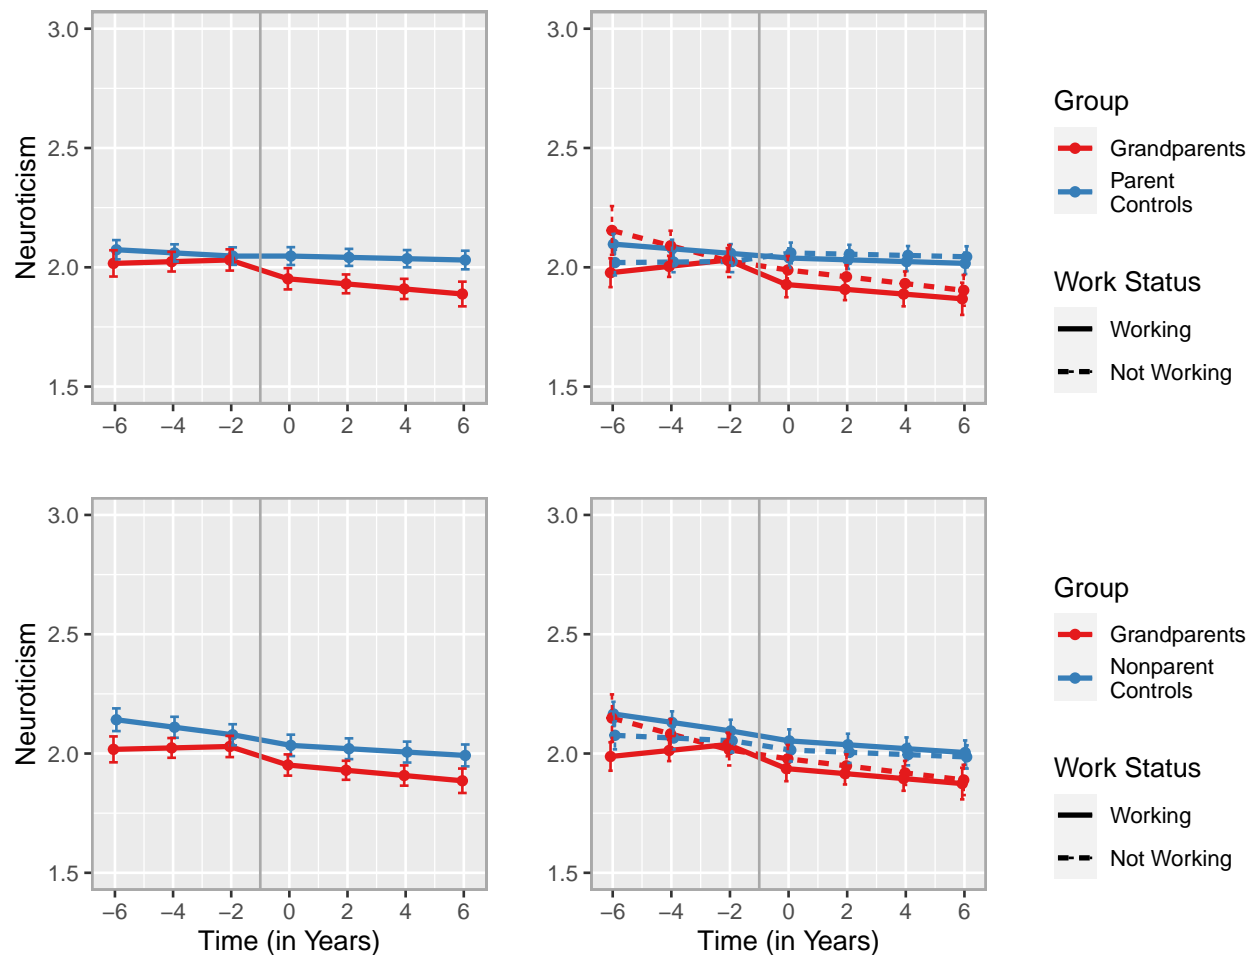 3.0
2.5
2.0
1.5
Neuroticism
−6 −4 −2 0 2 4 6
3.0
2.5
2.0
1.5
−6 −4 −2 0 2 4 6
Group
Grandparents
Parent
Controls
Work Status
Working
Not Working
3.0
2.5
2.0
1.5
Neuroticism
−6 −4 −2 0 2 4 6
Time (in Years)
3.0
2.5
2.0
1.5
−6 −4 −2 0 2 4 6
Time (in Years)
Group
Grandparents
Nonparent
Controls
Work Status
Working
Not Working